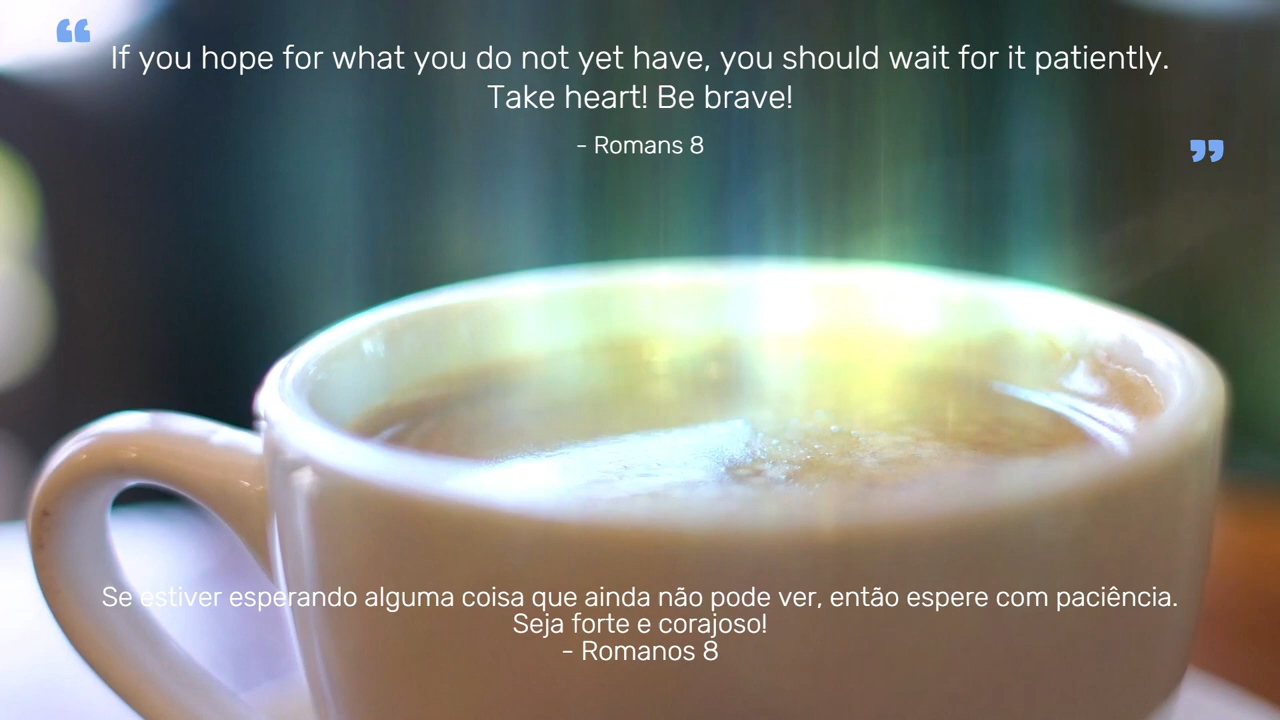 “
If you hope for what you do not yet have, you should wait for it patiently.
Take heart! Be brave!
- Romans 8
”
Se estiver esperando alguma coisa que ainda não pode ver, então espere com paciência.
Seja forte e corajoso!
- Romanos 8